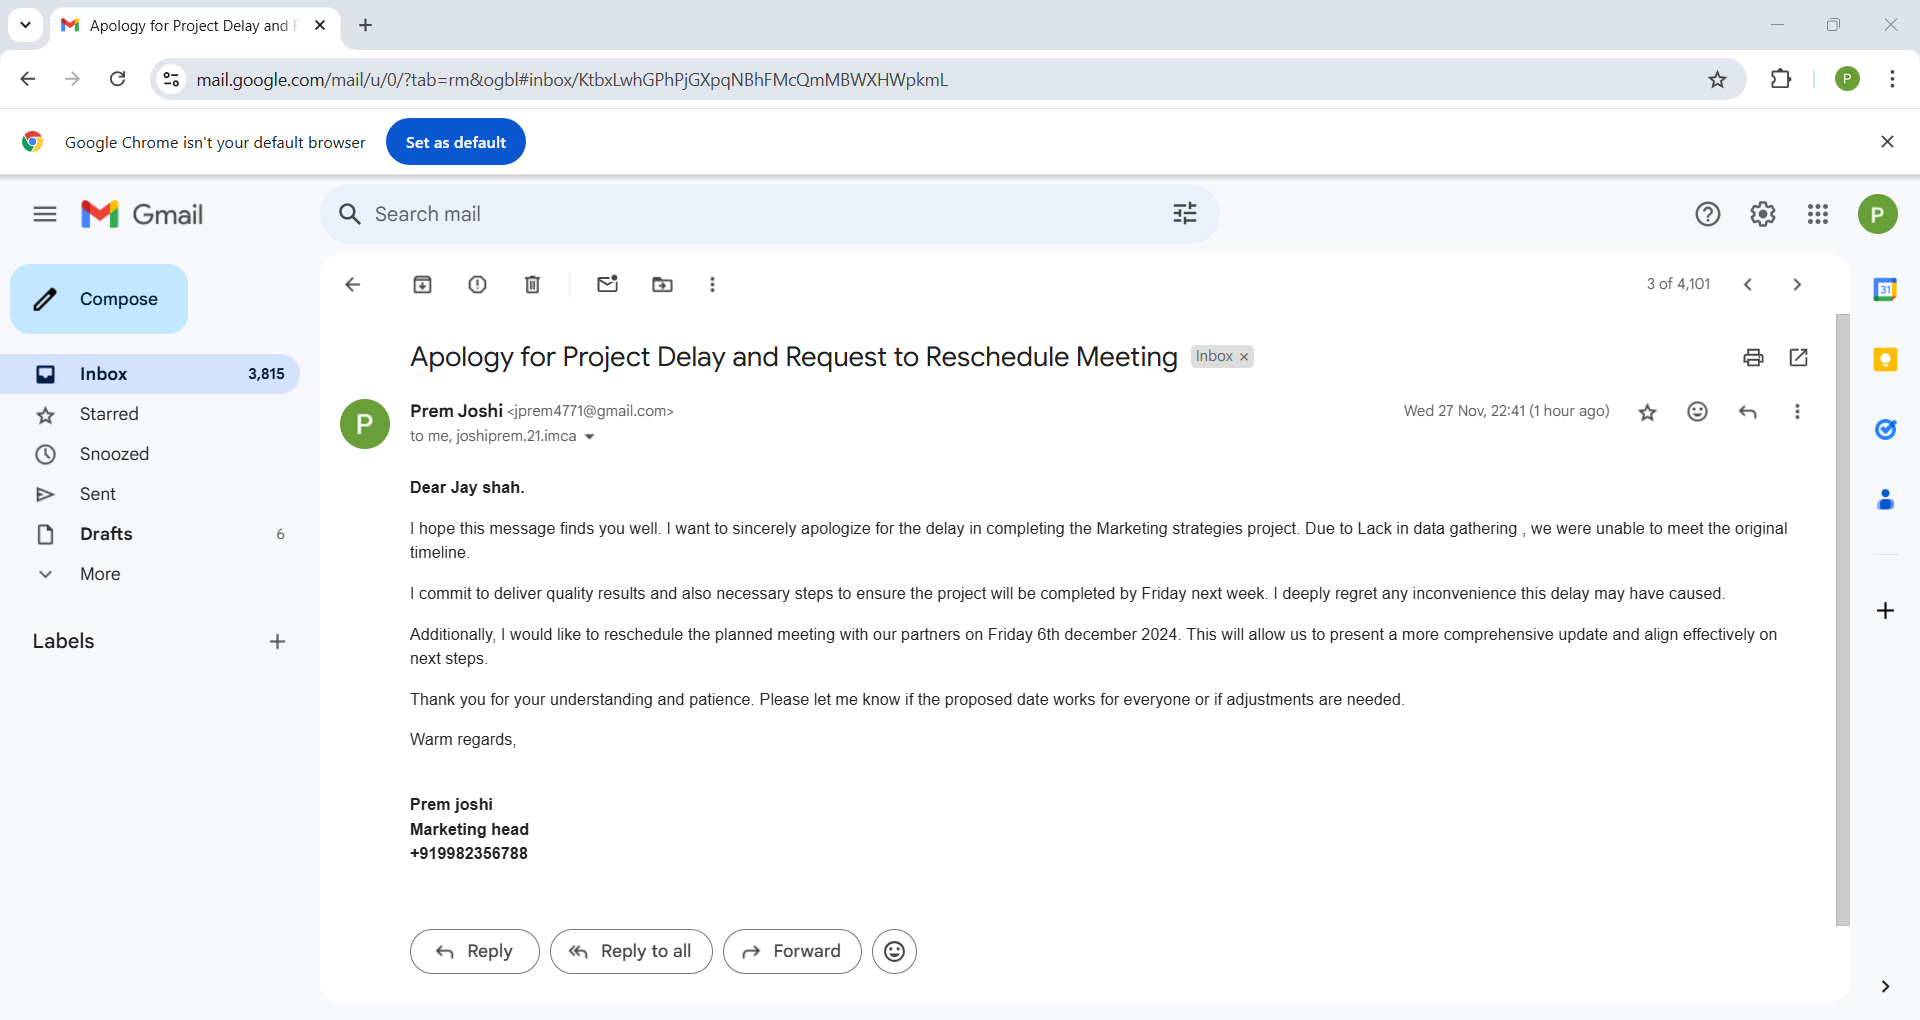 Apology for Project Delay and
mail.google.com/mail/u/0/?tab=rm&ogbl#inbox/KtbxLwhGPhPjGXpqNBhFMcQmMBWXHWpkmL
P
Google Chrome isn't your default browser
Set as default
Gmail
Search mail
P
Compose
3 of 4,101
31
Inbox 3,815
Starred
Snoozed
Sent
Drafts 6
More
Labels
Apology for Project Delay and Request to Reschedule Meeting Inbox ×
P
Prem Joshi <jprem4771@gmail.com> Wed 27 Nov, 22:41 (1 hour ago)
to me, joshiprem.21.imca
Dear Jay shah.
I hope this message finds you well. I want to sincerely apologize for the delay in completing the Marketing strategies project. Due to Lack in data gathering , we were unable to meet the original
timeline.
I commit to deliver quality results and also necessary steps to ensure the project will be completed by Friday next week. I deeply regret any inconvenience this delay may have caused.
Additionally, I would like to reschedule the planned meeting with our partners on Friday 6th december 2024. This will allow us to present a more comprehensive update and align effectively on
next steps.
Thank you for your understanding and patience. Please let me know if the proposed date works for everyone or if adjustments are needed.
Warm regards,
Prem joshi
Marketing head
+919982356788
Reply
Reply to all
Forward